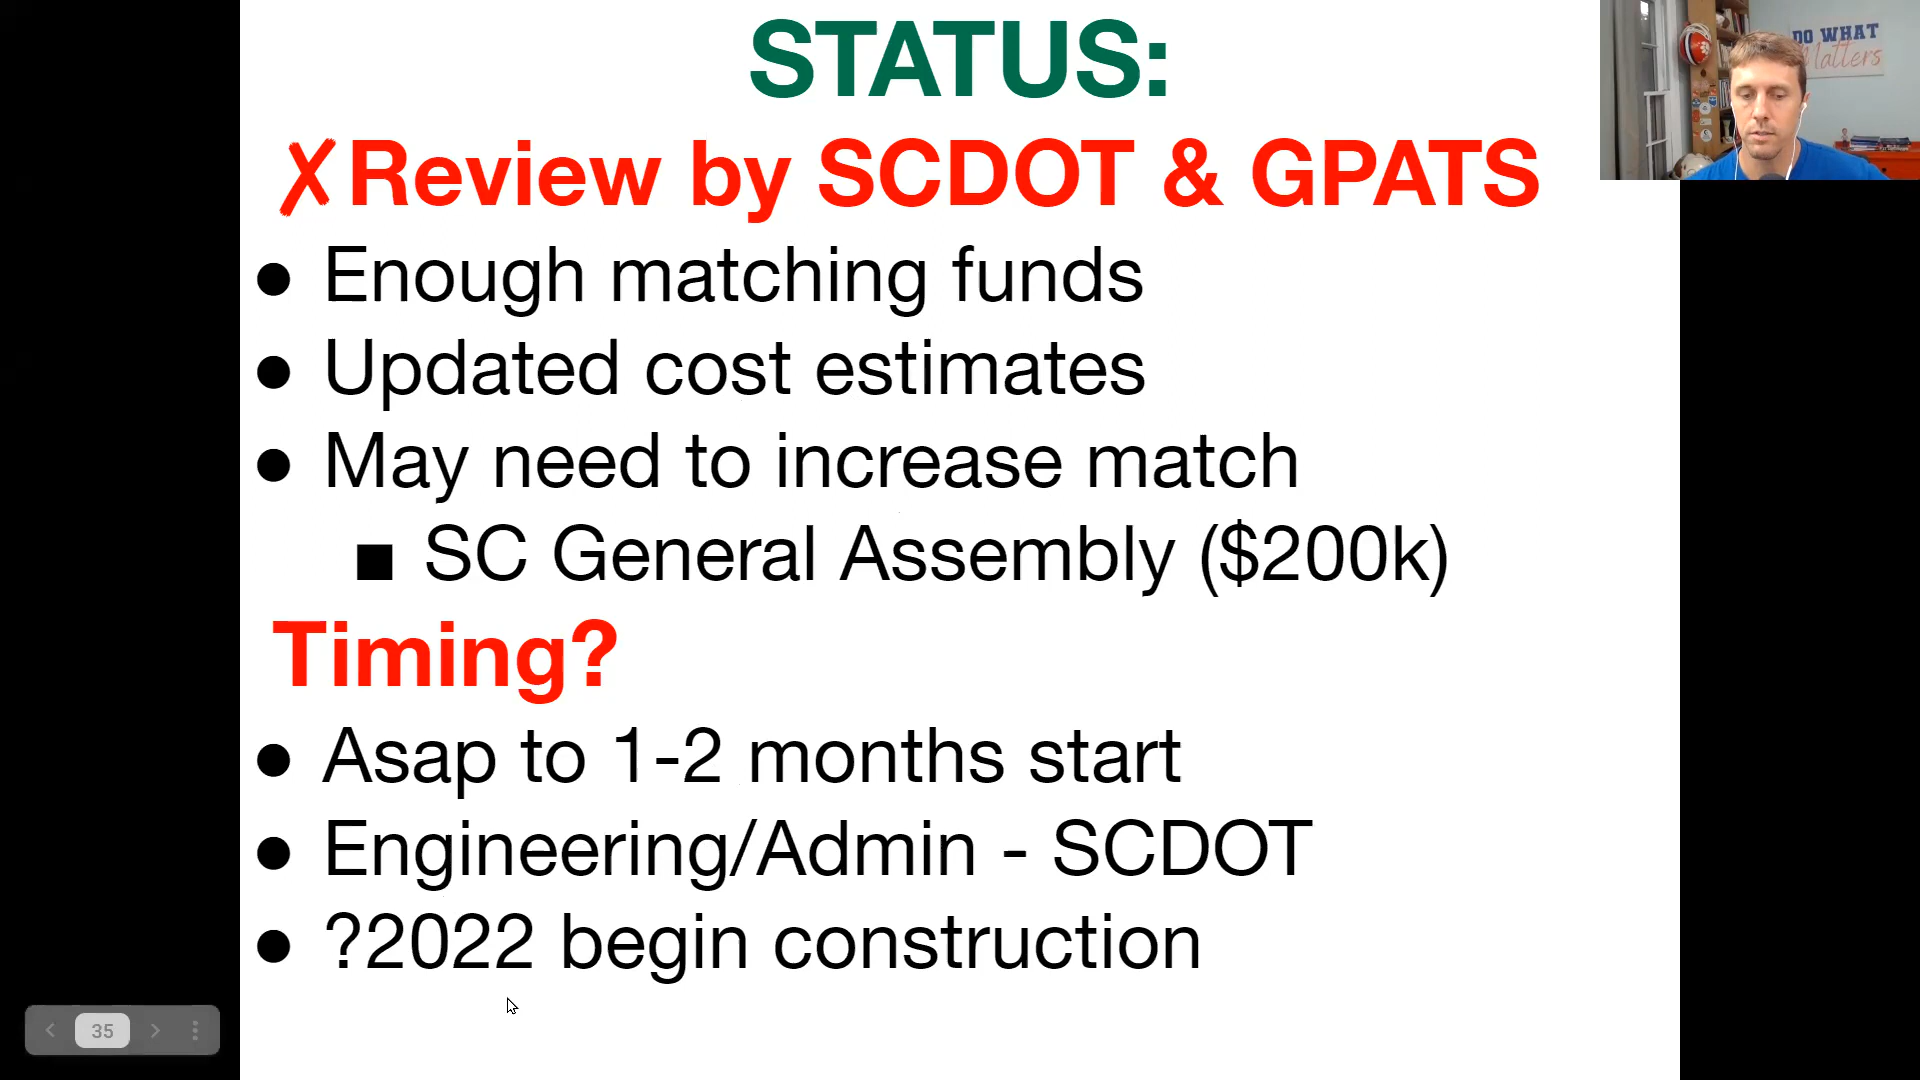 STATUS:
✗Review by SCDOT & GPATS
● Enough matching funds
● Updated cost estimates
● May need to increase match
■ SC General Assembly ($200k)
Timing?
● Asap to 1-2 months start
● Engineering/Admin - SCDOT
● ?2022 begin construction
35
DO WHAT
Matters